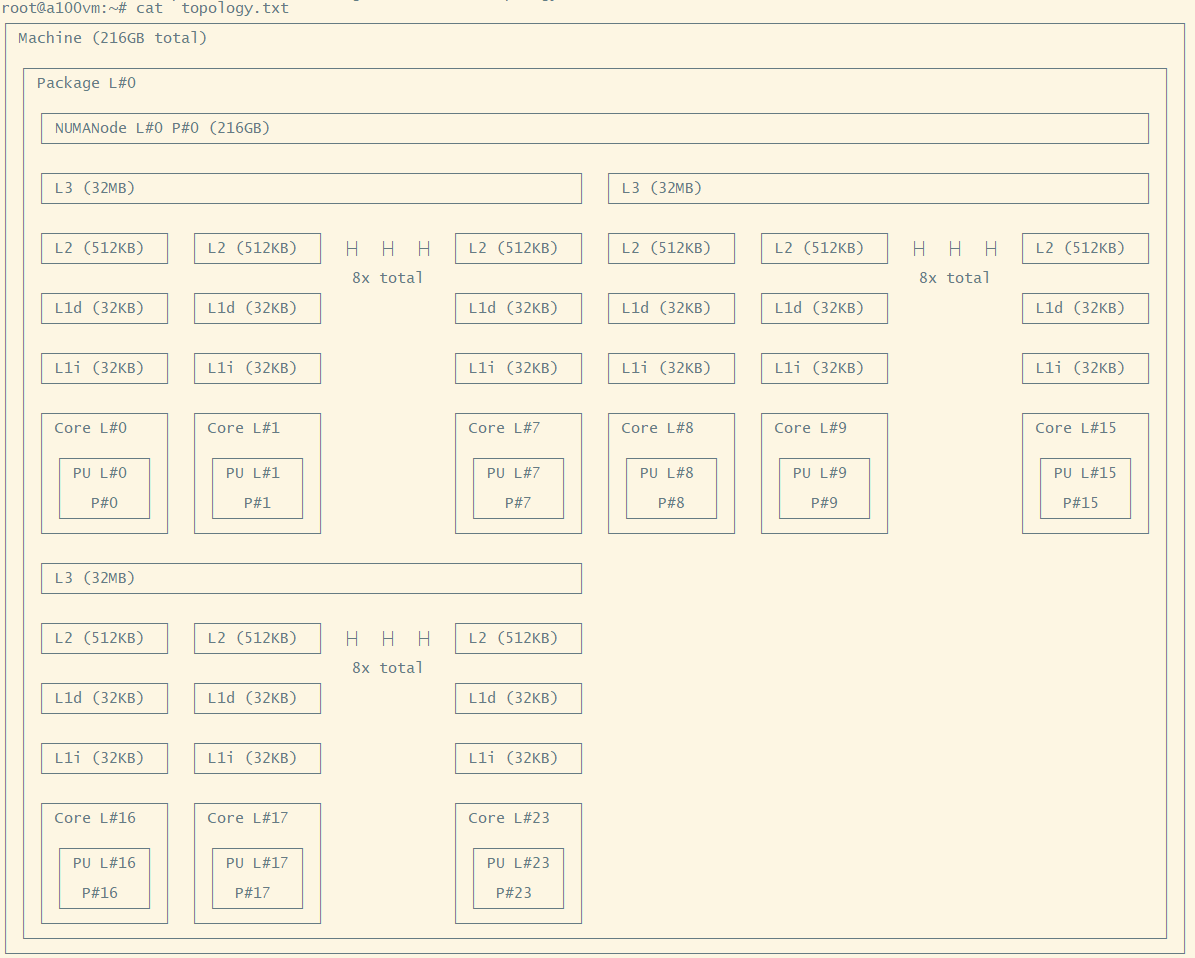 root@a100vm:~# cat topology.txt
Machine (216GB total)
Package L#0
NUMANode L#0 P#0 (216GB)
L3 (32MB) L3 (32MB)
L2 (512KB) L2 (512KB) L2 (512KB) L2 (512KB) L2 (512KB) L2 (512KB)
8x total 8x total
L1d (32KB) L1d (32KB) L1d (32KB) L1d (32KB) L1d (32KB) L1d (32KB)
L1i (32KB) L1i (32KB) L1i (32KB) L1i (32KB) L1i (32KB) L1i (32KB)
Core L#0 Core L#1 Core L#7 Core L#8 Core L#9 Core L#15
PU L#0 PU L#1 PU L#7 PU L#8 PU L#9 PU L#15
P#0 P#1 P#7 P#8 P#9 P#15
L3 (32MB)
L2 (512KB) L2 (512KB) L2 (512KB)
8x total
L1d (32KB) L1d (32KB) L1d (32KB)
L1i (32KB) L1i (32KB) L1i (32KB)
Core L#16 Core L#17 Core L#23
PU L#16 PU L#17 PU L#23
P#16 P#17 P#23